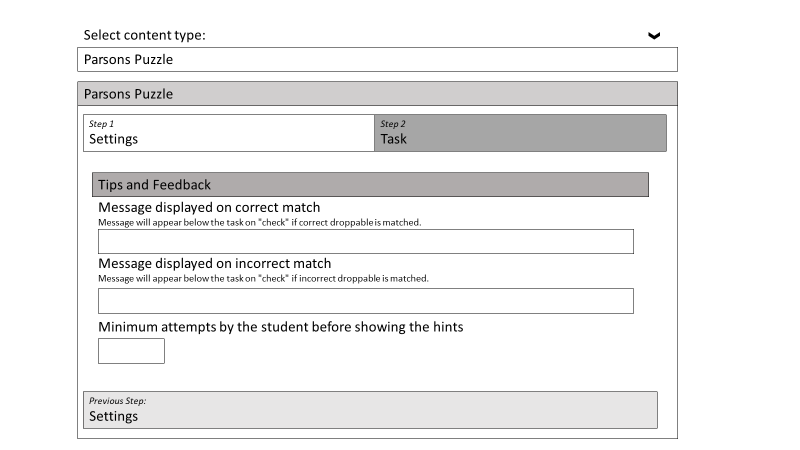 Select content type:
Parsons Puzzle
Parsons Puzzle
Step 1
Settings
Step 2
Task
Tips and Feedback
Message displayed on correct match
Message will appear below the task on "check" if correct droppable is matched.
Message displayed on incorrect match
Message will appear below the task on "check" if incorrect droppable is matched.
Minimum attempts by the student before showing the hints
Previous Step:
Settings